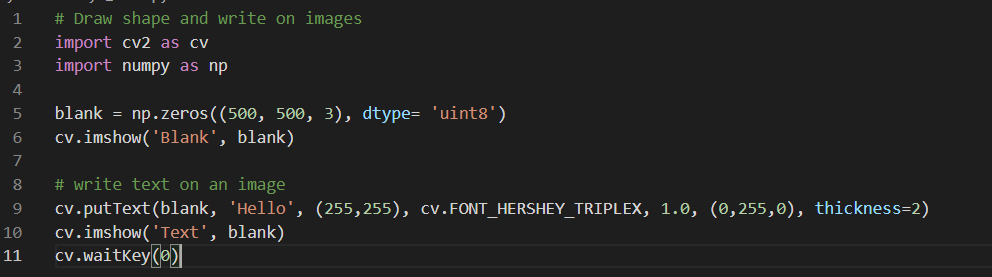 1 # Draw shape and write on images
2 import cv2 as cv
3 import numpy as np
4
5 blank = np.zeros((500, 500, 3), dtype= 'uint8')
6 cv.imshow('Blank', blank)
7
8 # write text on an image
9 cv.putText(blank, 'Hello', (255,255), cv.FONT_HERSHEY_TRIPLEX, 1.0, (0,255,0), thickness=2)
10 cv.imshow('Text', blank)
11 cv.waitKey(0)